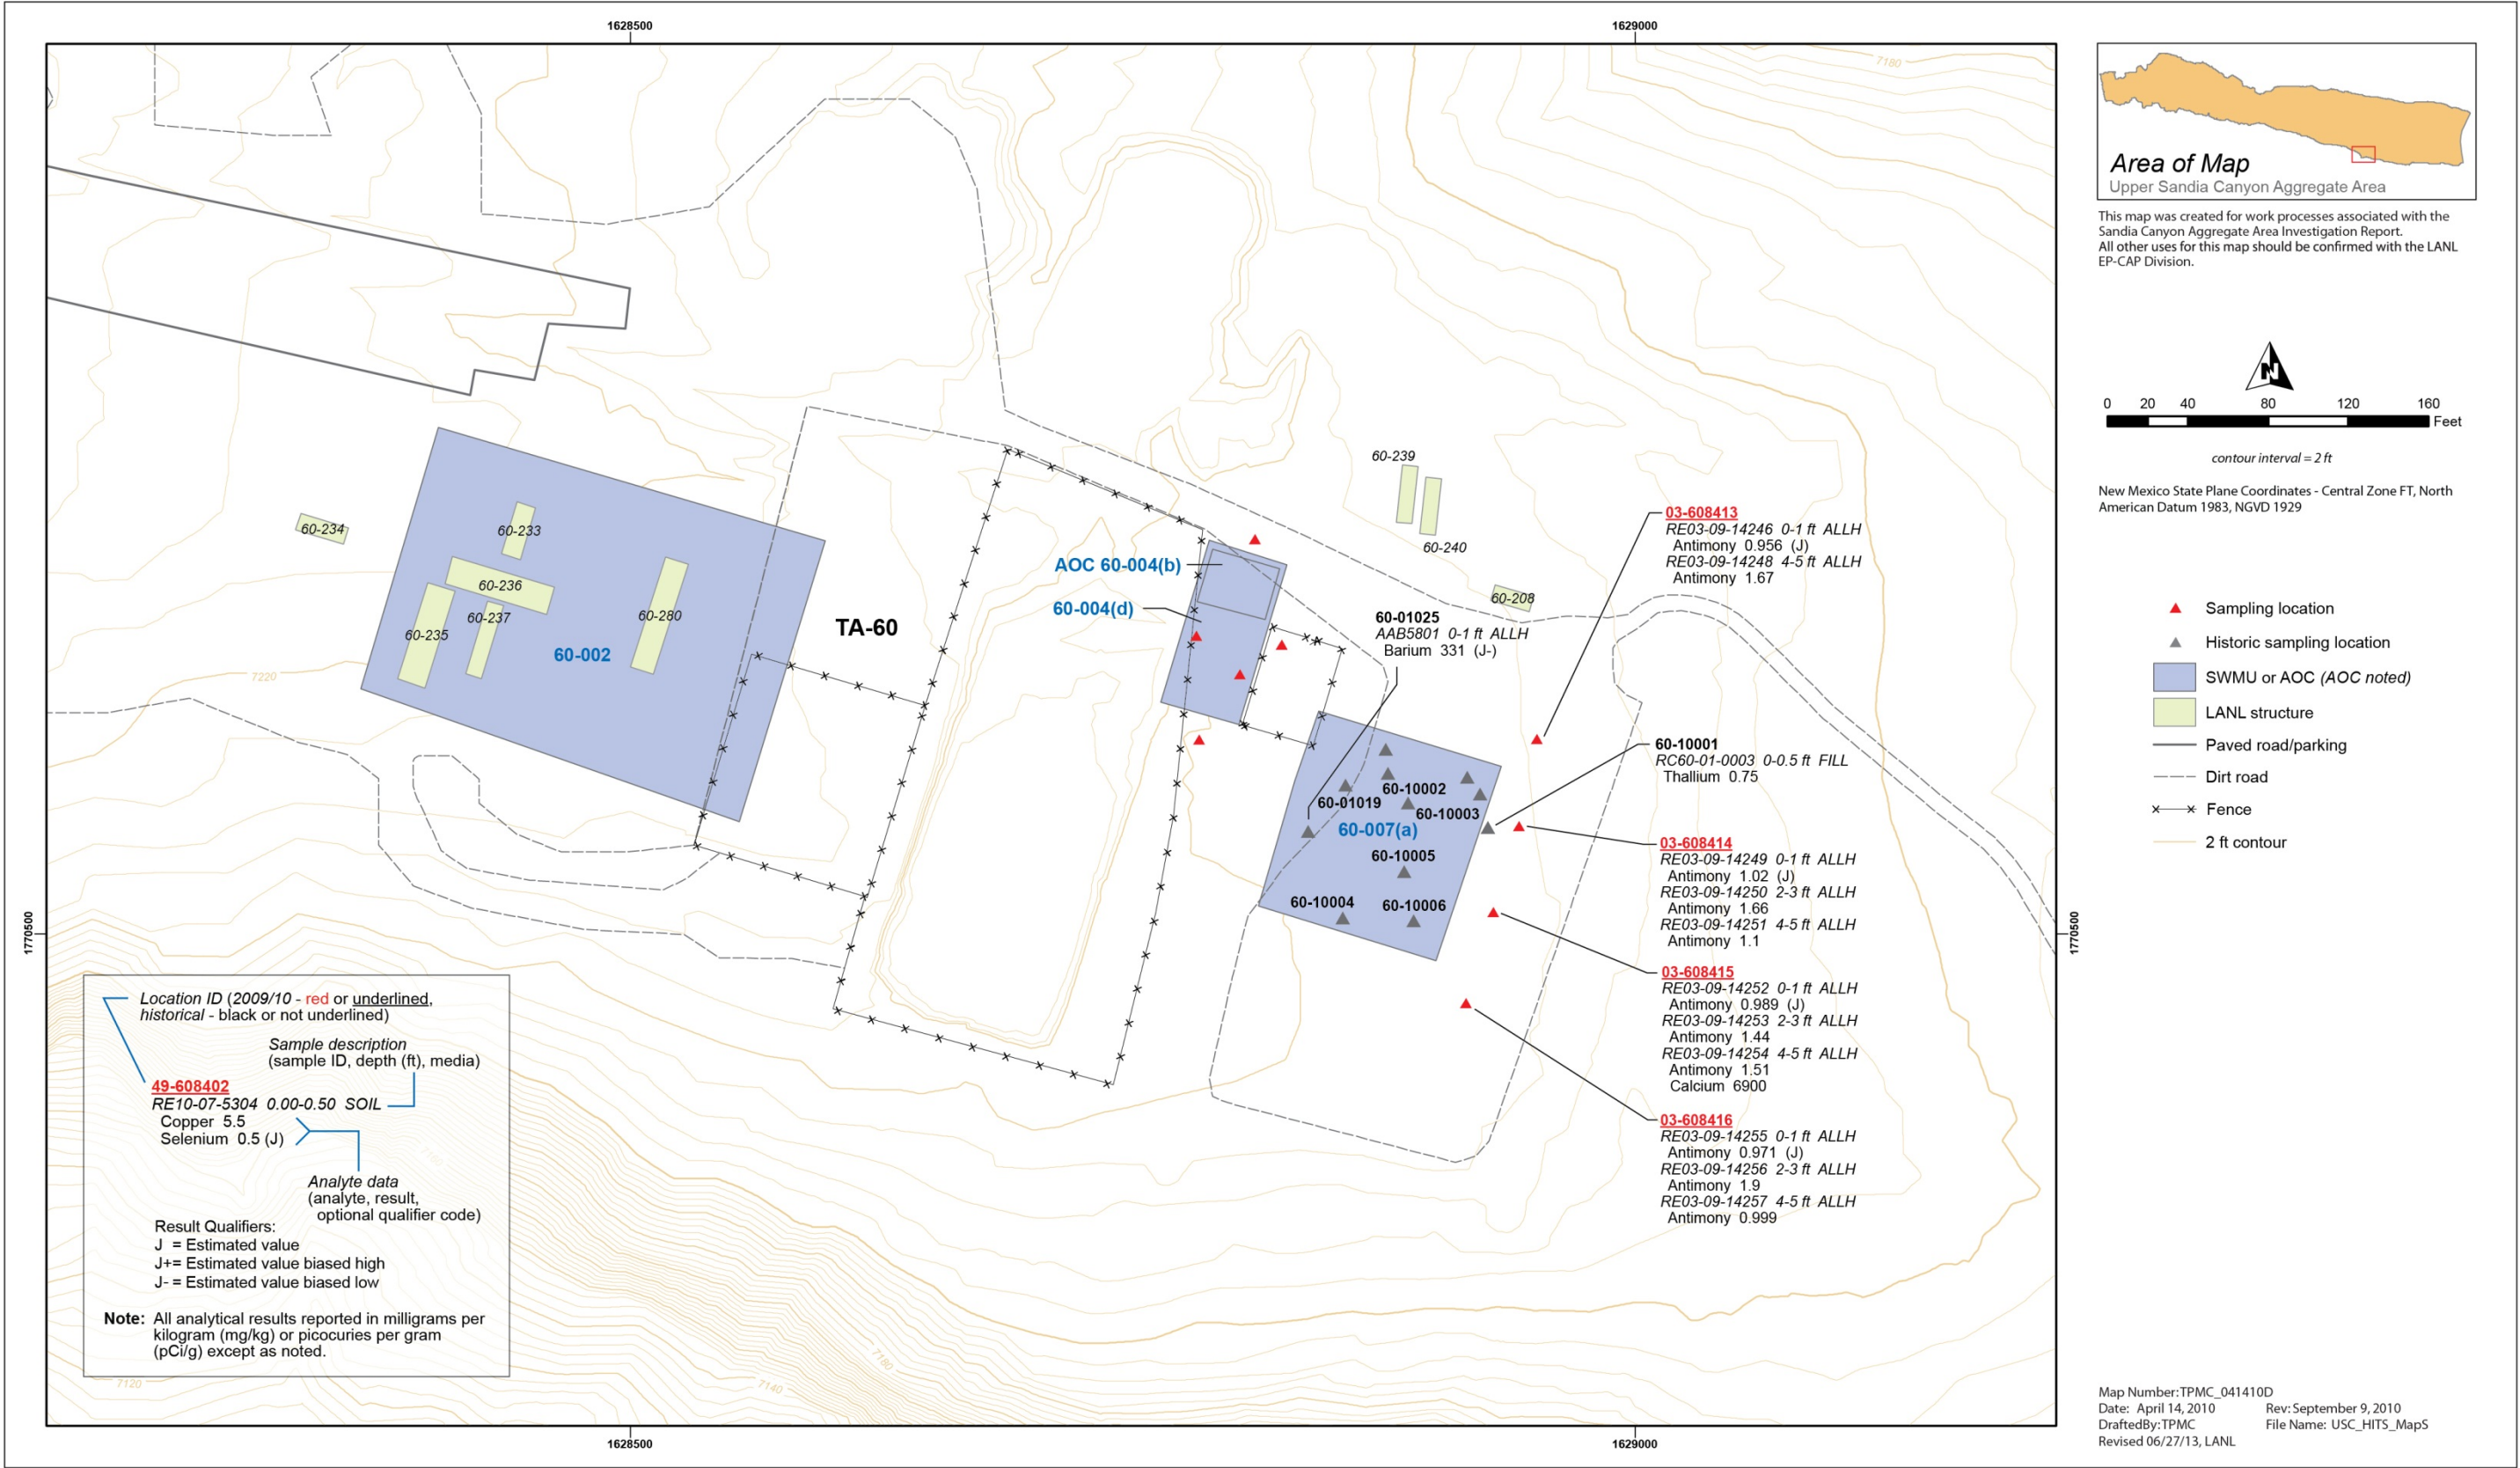 1628500
1629000
7180
Area of Map
Upper Sandia Canyon Aggregate Area
This map was created for work processes associated with the
Sandia Canyon Aggregate Area Investigation Report.
All other uses for this map should be confirmed with the LANL
EP-CAP Division.
N
0 20 40 80 120 160
Feet
contour interval = 2 ft
New Mexico State Plane Coordinates - Central Zone FT, North
American Datum 1983, NGVD 1929
Sampling location
Historic sampling location
SWMU or AOC (AOC noted)
LANL structure
Paved road/parking
Dirt road
Fence
2 ft contour
60-234
60-233
60-236
60-237
60-235
60-280
60-002
7220
TA-60
AOC 60-004(b)
60-004(d)
60-239
60-240
60-208
60-01025
AAB5801 0-1 ft ALLH
Barium 331 (J-)
60-10002
60-01019
60-10003
60-007(a)
60-10005
60-10004
60-10006
03-608413
RE03-09-14246 0-1 ft ALLH
Antimony 0.956 (J)
RE03-09-14248 4-5 ft ALLH
Antimony 1.67
60-10001
RC60-01-0003 0-0.5 ft FILL
Thallium 0.75
03-608414
RE03-09-14249 0-1 ft ALLH
Antimony 1.02 (J)
RE03-09-14250 2-3 ft ALLH
Antimony 1.66
RE03-09-14251 4-5 ft ALLH
Antimony 1.1
03-608415
RE03-09-14252 0-1 ft ALLH
Antimony 0.989 (J)
RE03-09-14253 2-3 ft ALLH
Antimony 1.44
RE03-09-14254 4-5 ft ALLH
Antimony 1.51
Calcium 6900
03-608416
RE03-09-14255 0-1 ft ALLH
Antimony 0.971 (J)
RE03-09-14256 2-3 ft ALLH
Antimony 1.9
RE03-09-14257 4-5 ft ALLH
Antimony 0.999
1770500
1770500
Location ID (2009/10 - red or underlined,
historical - black or not underlined)
Sample description
(sample ID, depth (ft), media)
49-608402
RE10-07-5304 0.00-0.50 SOIL
Copper 5.5
Selenium 0.5 (J)
Analyte data
(analyte, result,
optional qualifier code)
Result Qualifiers:
J = Estimated value
J+= Estimated value biased high
J- = Estimated value biased low
Note: All analytical results reported in milligrams per
kilogram (mg/kg) or picocuries per gram
(pCi/g) except as noted.
7120
7140
7180
1628500
1629000
Map Number:TPMC_041410D
Date: April 14, 2010 Rev: September 9, 2010
DraftedBy:TPMC File Name: USC_HITS_MapS
Revised 06/27/13, LANL